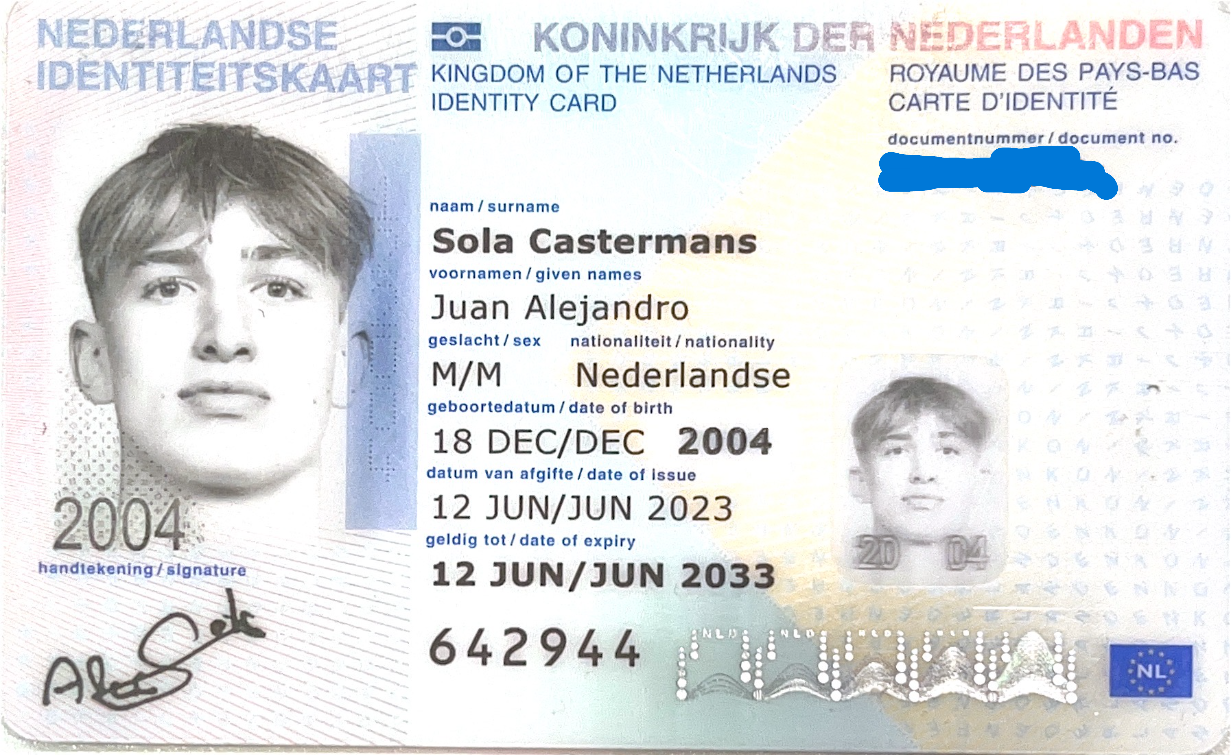 NEDERLANDSE
IDENTITEITSKAART
KONINKRIJK DER NEDERLANDEN
KINGDOM OF THE NETHERLANDS
IDENTITY CARD
ROYAUME DES PAYS-BAS
CARTE D'IDENTITÉ
documentnummer / document no.
naam / surname
Sola Castermans
voornamen / given names
Juan Alejandro
geslacht / sex nationaliteit / nationality
M/M Nederlandse
geboortedatum / date of birth
18 DEC/DEC 2004
datum van afgifte / date of issue
12 JUN/JUN 2023
geldig tot / date of expiry
12 JUN/JUN 2033
642944
2004
handtekening / signature
20 04
NL